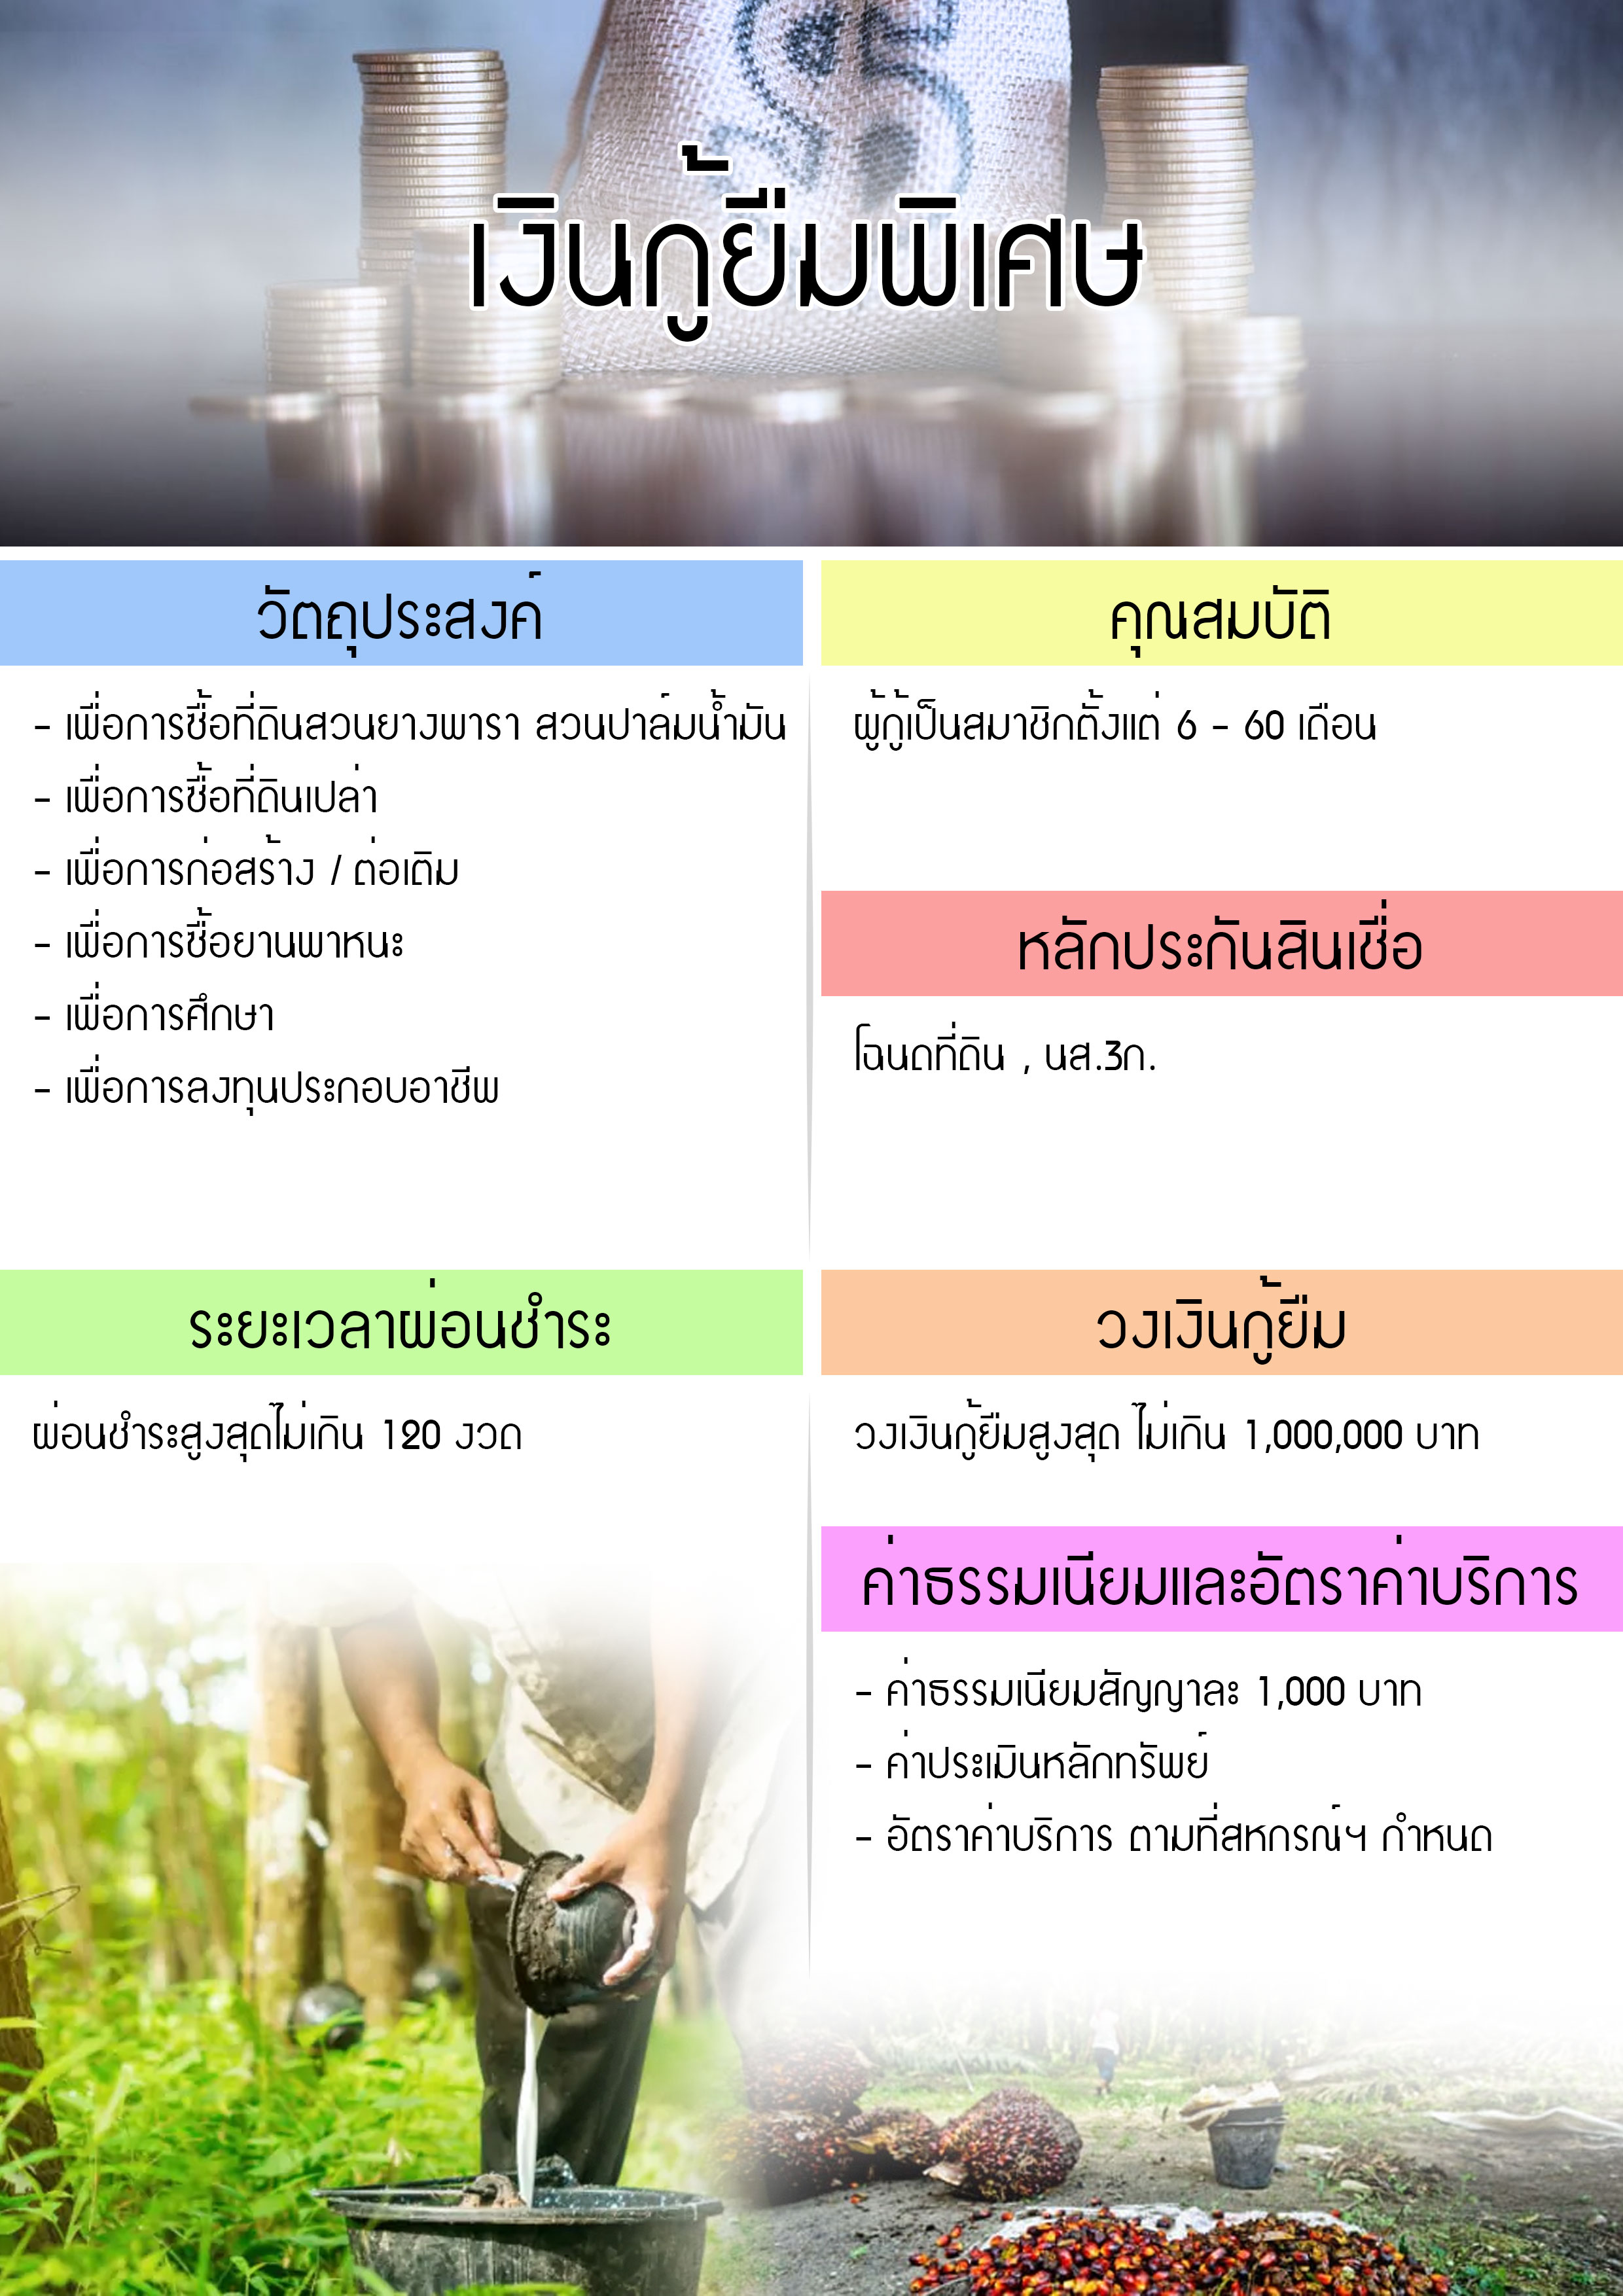 เงินกู้ยืมพิเศษ
วัตถุประสงค์
- เพื่อการซื้อที่ดินสวนยางพารา สวนปาล์มน้ำมัน
- เพื่อการซื้อที่ดินเปล่า
- เพื่อการก่อสร้าง / ต่อเติม
- เพื่อการซื้อยานพาหนะ
- เพื่อการศึกษา
- เพื่อการลงทุนประกอบอาชีพ
คุณสมบัติ
ผู้กู้เป็นสมาชิกตั้งแต่ 6 - 60 เดือน
หลักประกันสินเชื่อ
โฉนดที่ดิน , นส.3ก.
ระยะเวลาผ่อนชำระ
ผ่อนชำระสูงสุดไม่เกิน 120 งวด
วงเงินกู้ยืม
วงเงินกู้ยืมสูงสุด ไม่เกิน 1,000,000 บาท
ค่าธรรมเนียมและอัตราค่าบริการ
- ค่าธรรมเนียมสัญญาละ 1,000 บาท
- ค่าประเมินหลักทรัพย์
- อัตราค่าบริการ ตามที่สหกรณ์ฯ กำหนด